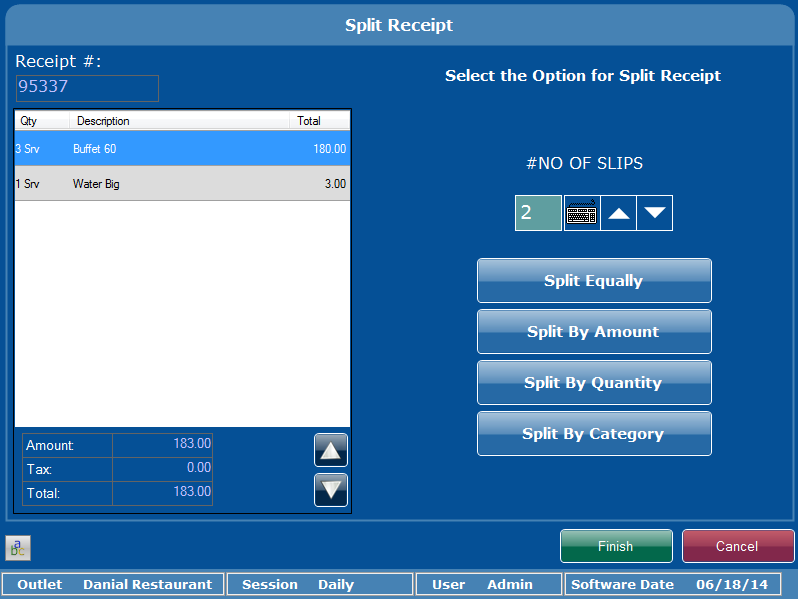 Split Receipt
Receipt #:
95337
Select the Option for Split Receipt
Qty Description Total
3 Srv Buffet 60 180.00
1 Srv Water Big 3.00
#NO OF SLIPS
2
Split Equally
Split By Amount
Split By Quantity
Split By Category
Amount: 183.00
Tax: 0.00
Total: 183.00
abc
Finish Cancel
Outlet Danial Restaurant Session Daily User Admin Software Date 06/18/14